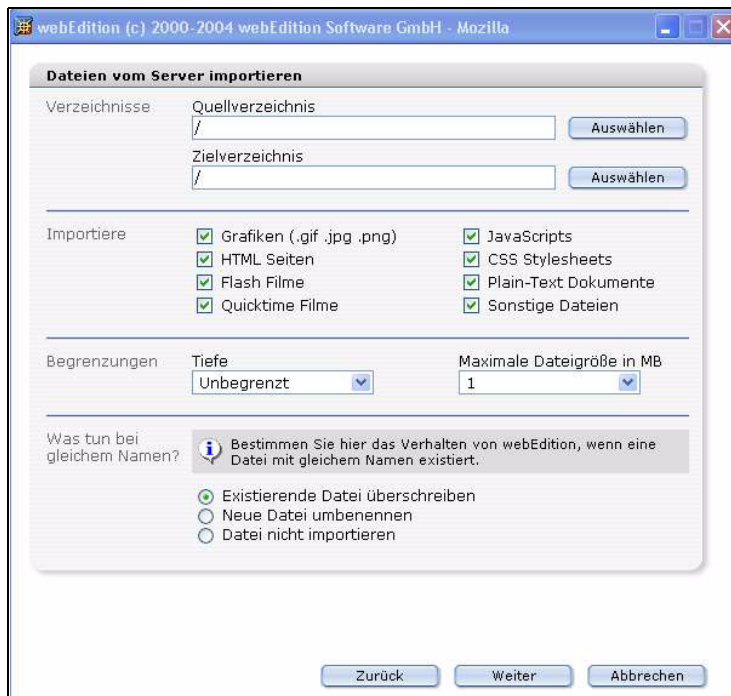 webEdition (c) 2000-2004 webEdition Software GmbH - Mozilla
Dateien vom Server importieren
Verzeichnisse
Quellverzeichnis
/
Auswählen
Zielverzeichnis
/
Auswählen
Importiere
Grafiken (.gif .jpg .png)
JavaScripts
HTML Seiten
CSS Stylesheets
Flash Filme
Plain-Text Dokumente
Quicktime Filme
Sonstige Dateien
Begrenzungen
Tiefe
Maximale Dateigröße in MB
Unbegrenzt
1
Was tun bei
gleichem Namen?
Bestimmen Sie hier das Verhalten von webEdition, wenn eine
Datei mit gleichem Namen existiert.
Existierende Datei überschreiben
Neue Datei umbenennen
Datei nicht importieren
Zurück
Weiter
Abbrechen